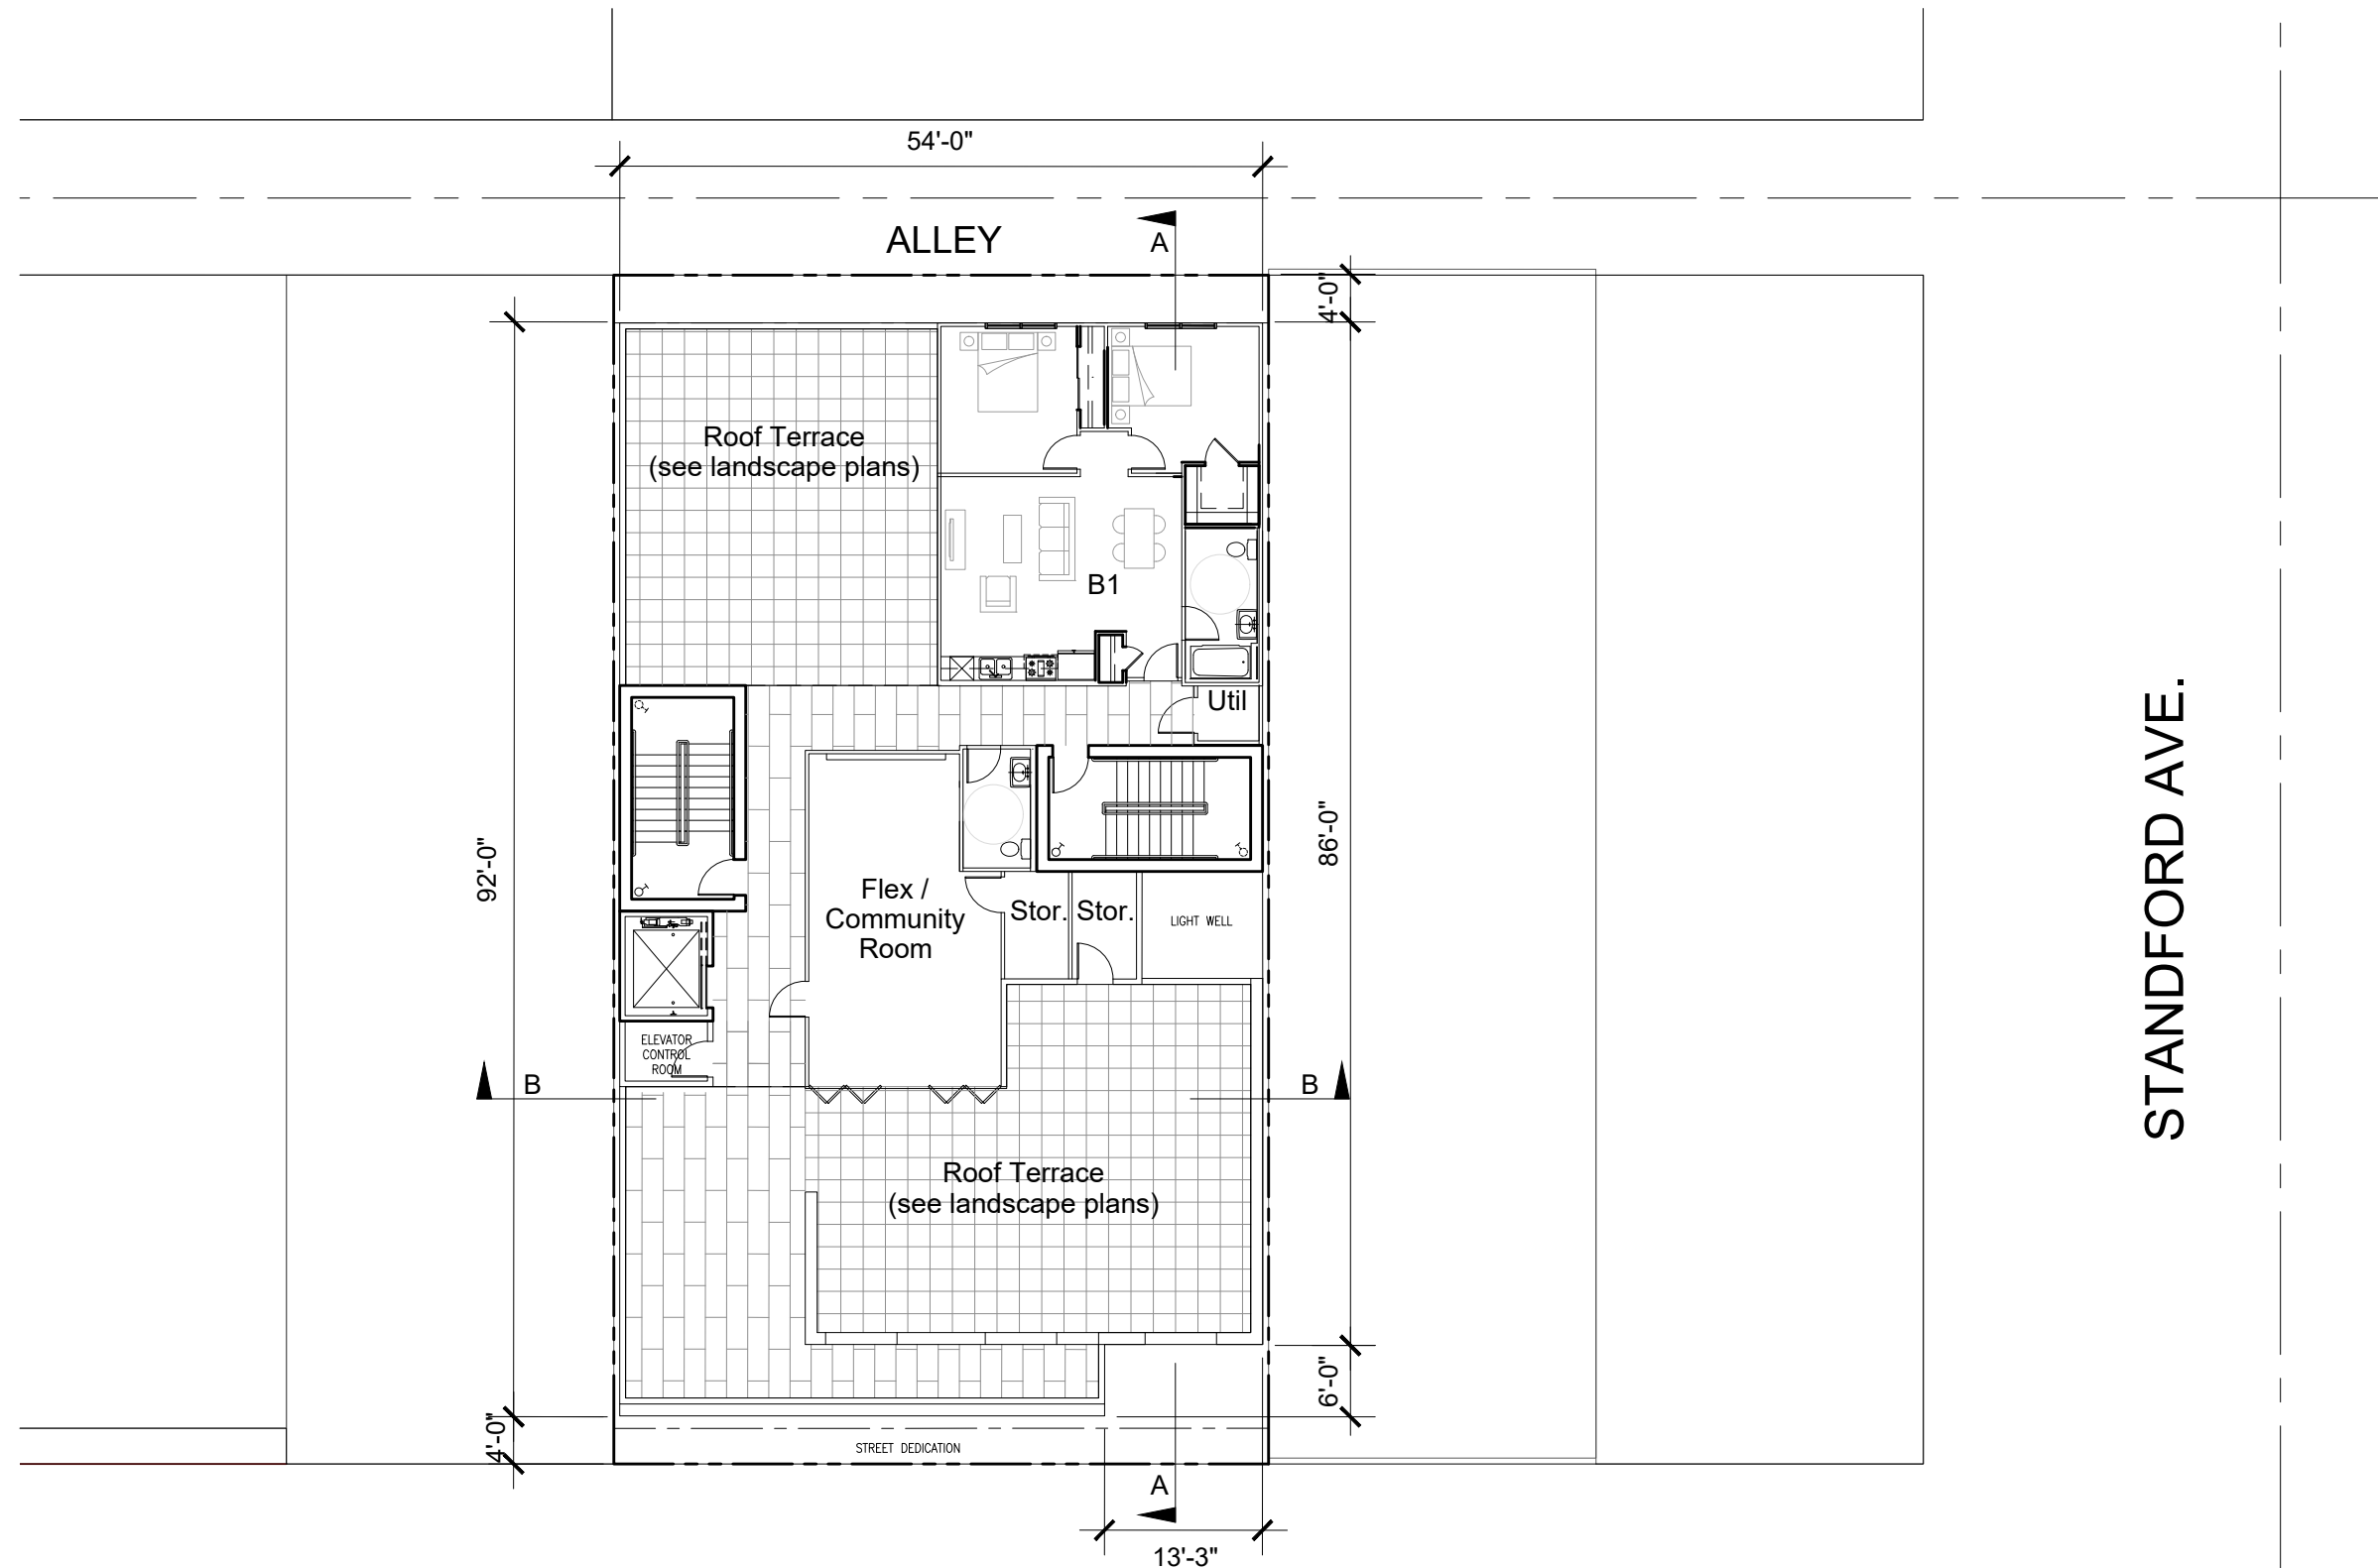 54'-0"
ALLEY
A
4'-0"
Roof Terrace
(see landscape plans)
B1
Util
STANDFORD AVE.
92'-0"
86'-0"
Flex /
Community
Room
Stor.
Stor.
LIGHT WELL
ELEVATOR
CONTROL
ROOM
B
B
Roof Terrace
(see landscape plans)
6'-0"
4'-0"
STREET DEDICATION
A
13'-3"